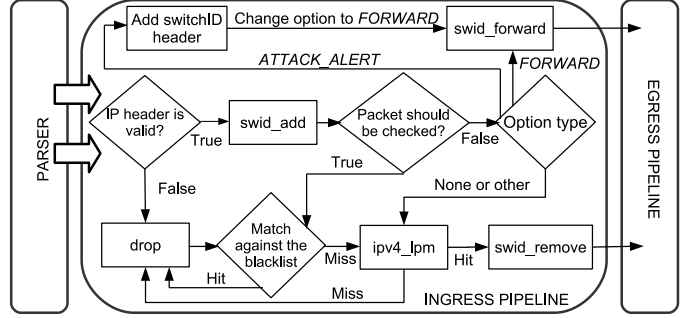 Add switchID
header
Change option to FORWARD
swid_forward
ATTACK_ALERT
FORWARD
PARSER
IP header is
valid?
True
swid_add
Packet should
be checked?
False
Option type
EGRESS PIPELINE
False
True
None or other
drop
Match
against the
blacklist
Miss
ipv4_lpm
Hit
swid_remove
Hit
Miss
INGRESS PIPELINE